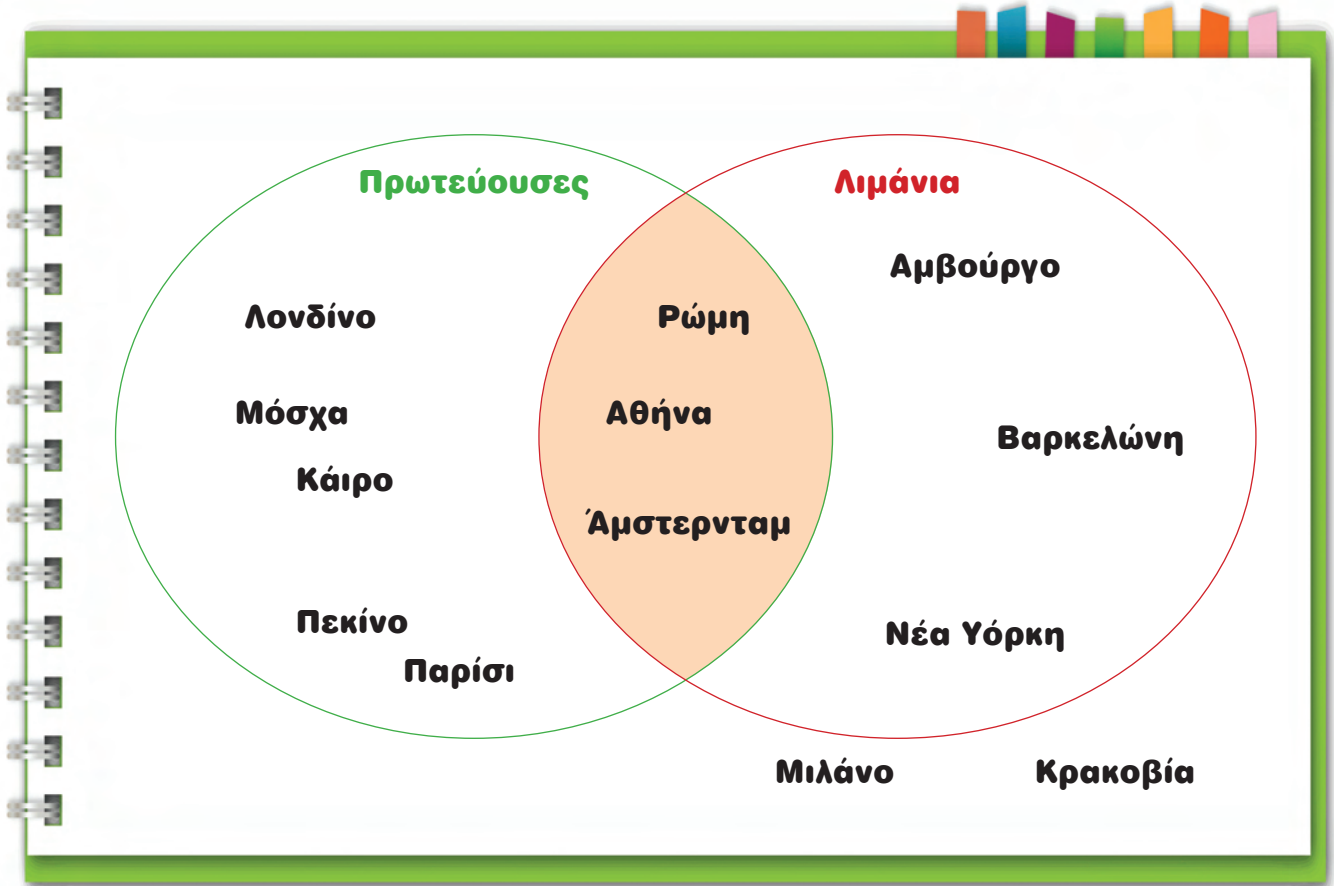 Πρωτεύουσες
Λιμάνια
Αμβούργο
Λονδίνο
Ρώμη
Μόσχα
Αθήνα
Βαρκελώνη
Κάιρο
Άμστερνταμ
Πεκίνο
Νέα Υόρκη
Παρίσι
Μιλάνο
Κρακοβία